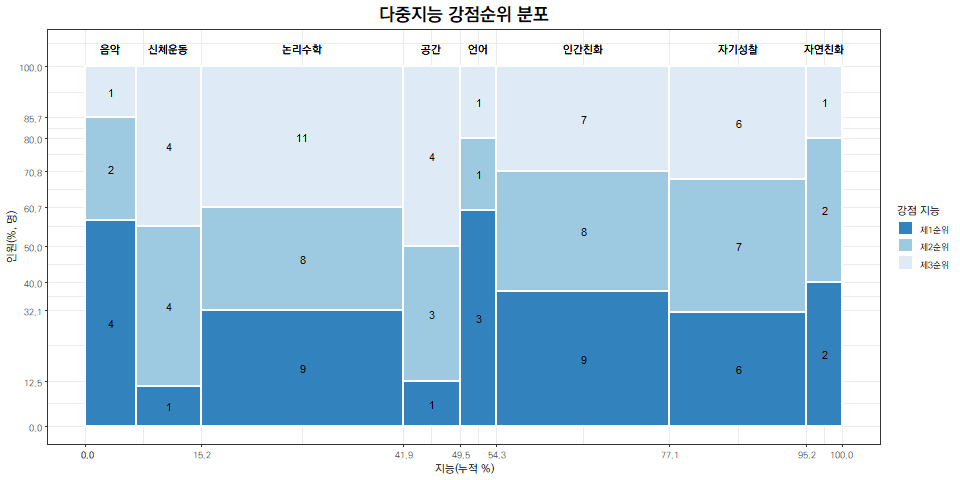 다중지능 강점순위 분포
음악 신체운동 논리수학 공간 언어 인간친화 자기성찰 자연친화
인원(%, 명)
100.0
85.7
80.0
70.8
60.7
50.0
40.0
32.1
12.5
0.0
1 4 11 4 1 7 6 1
2 4 8 3 1 8 7 2
4 1 9 1 3 9 6 2
0.0 15.2 41.9 49.5 54.3 77.1 95.2 100.0
지능(누적 %)
강점 지능
제1순위
제2순위
제3순위